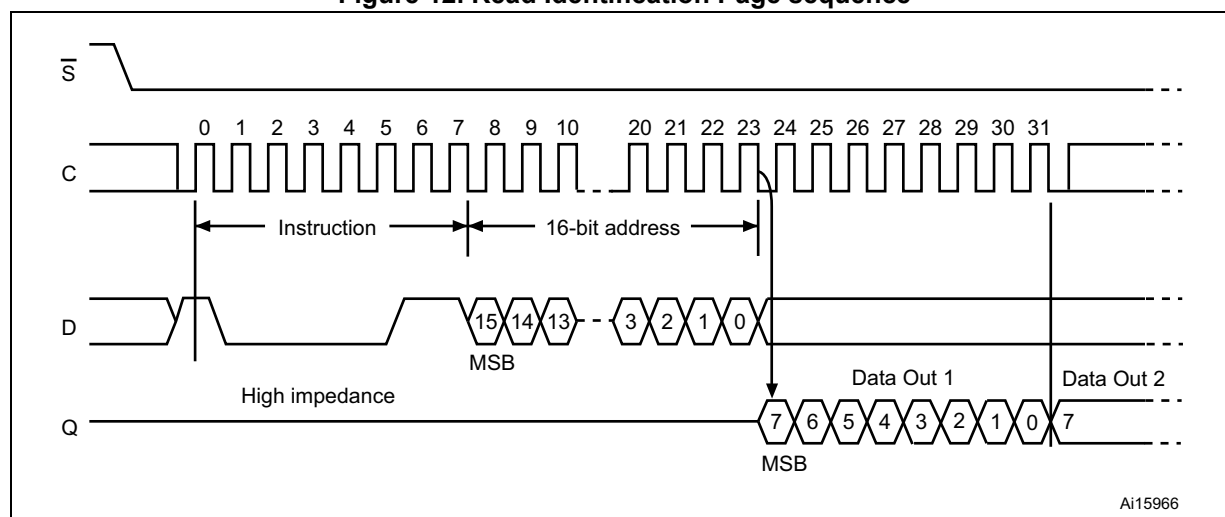 Figure 12. Read Identification Page sequence
S
0 1 2 3 4 5 6 7 8 9 10 20 21 22 23 24 25 26 27 28 29 30 31
C
Instruction 16-bit address
D 15 14 13 3 2 1 0
MSB
High impedance Data Out 1 Data Out 2
Q 7 6 5 4 3 2 1 0 7
MSB
Ai15966